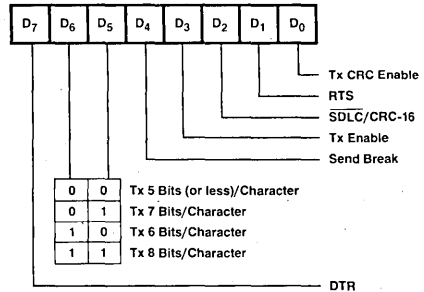 D7 D6 D5 D4 D3 D2 D1 D0
Tx CRC Enable
RTS
SDLC/CRC-16
Tx Enable
Send Break
0 0 Tx 5 Bits (or less)/Character
0 1 Tx 7 Bits/Character
1 0 Tx 6 Bits/Character
1 1 Tx 8 Bits/Character
DTR